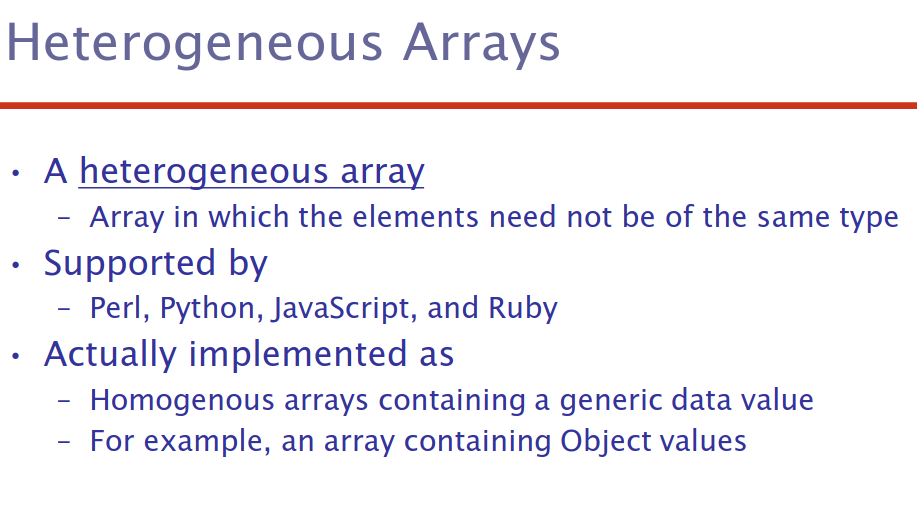 Heterogeneous Arrays
• A heterogeneous array
– Array in which the elements need not be of the same type
• Supported by
– Perl, Python, JavaScript, and Ruby
• Actually implemented as
– Homogenous arrays containing a generic data value
– For example, an array containing Object values